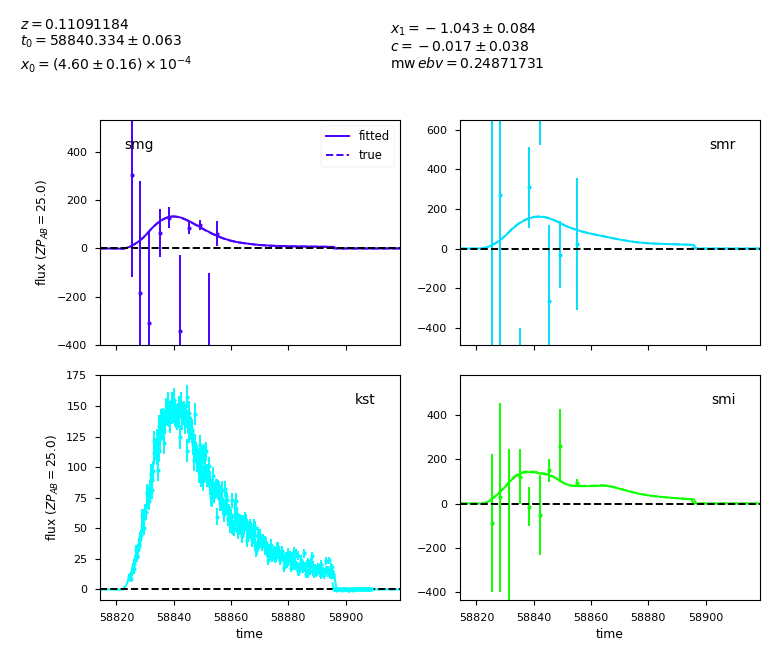 z = 0.11091184
t₀ = 58840.334 ± 0.063
x₀ = (4.60 ± 0.16) × 10⁻⁴
x₁ = −1.043 ± 0.084
c = −0.017 ± 0.038
mw ebv = 0.24871731
smg
fitted
true
400
200
0
−200
−400
flux (ZP_AB = 25.0)
smr
600
400
200
0
−200
−400
kst
175
150
125
100
75
50
25
0
flux (ZP_AB = 25.0)
58820 58840 58860 58880 58900
time
smi
400
200
0
−200
−400
58820 58840 58860 58880 58900
time